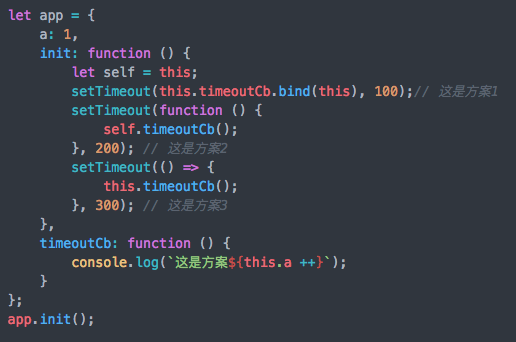 let app = {
    a: 1,
    init: function () {
        let self = this;
        setTimeout(this.timeoutCb.bind(this), 100);// 这是方案1
        setTimeout(function () {
            self.timeoutCb();
        }, 200); // 这是方案2
        setTimeout(() => {
            this.timeoutCb();
        }, 300); // 这是方案3
    },
    timeoutCb: function () {
        console.log(`这是方案${this.a ++}`);
    }
};
app.init();